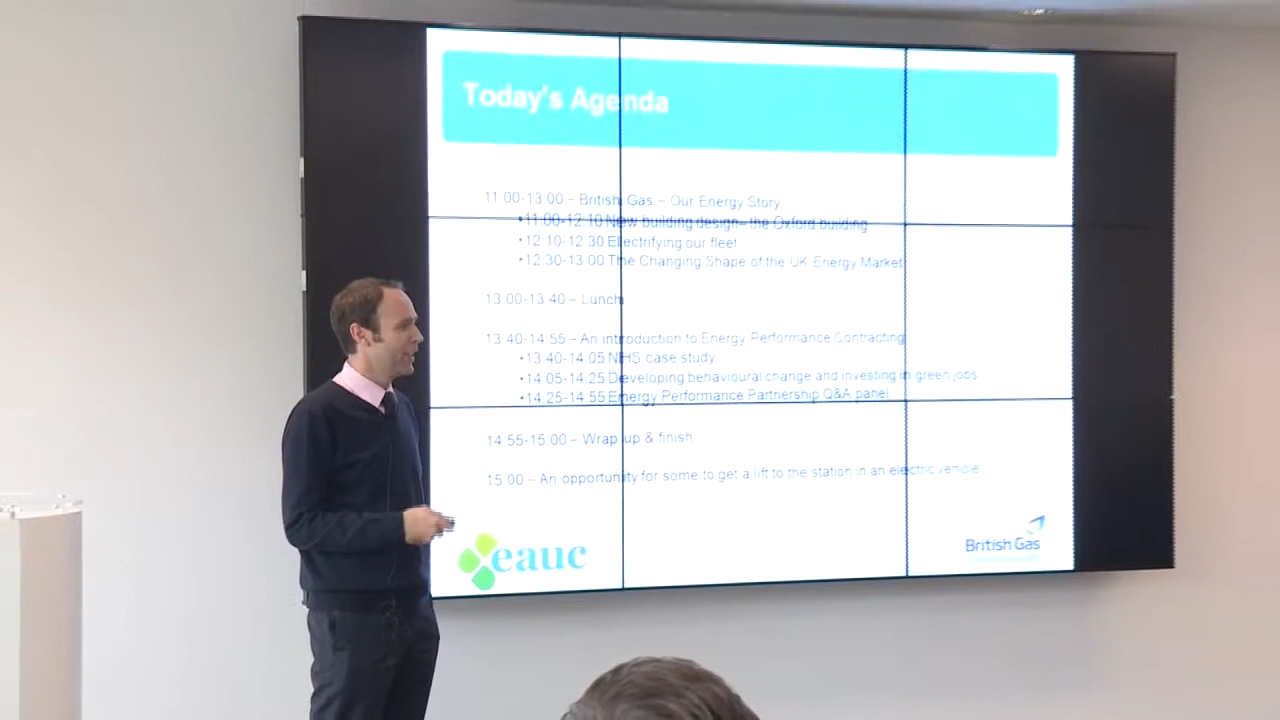 Today's Agenda
11 00-13 00 – British Gas – Our Energy Story
•11 00-12 10 New building design– the Oxford building
•12 10-12 30 Electrifying our fleet
•12 30-13 00 The Changing Shape of the UK Energy Market
13 00-13 40 – Lunch
13 40-14 55 – An introduction to Energy Performance Contracting
•13 40-14 05 NHS case study
•14 05-14 25 Developing behavioural change and investing in green jobs
•14 25-14 55 Energy Performance Partnership Q&A panel
14 55-15 00 – Wrap up & finish
15 00 – An opportunity for some to get a lift to the station in an electric vehicle
eauc
British Gas